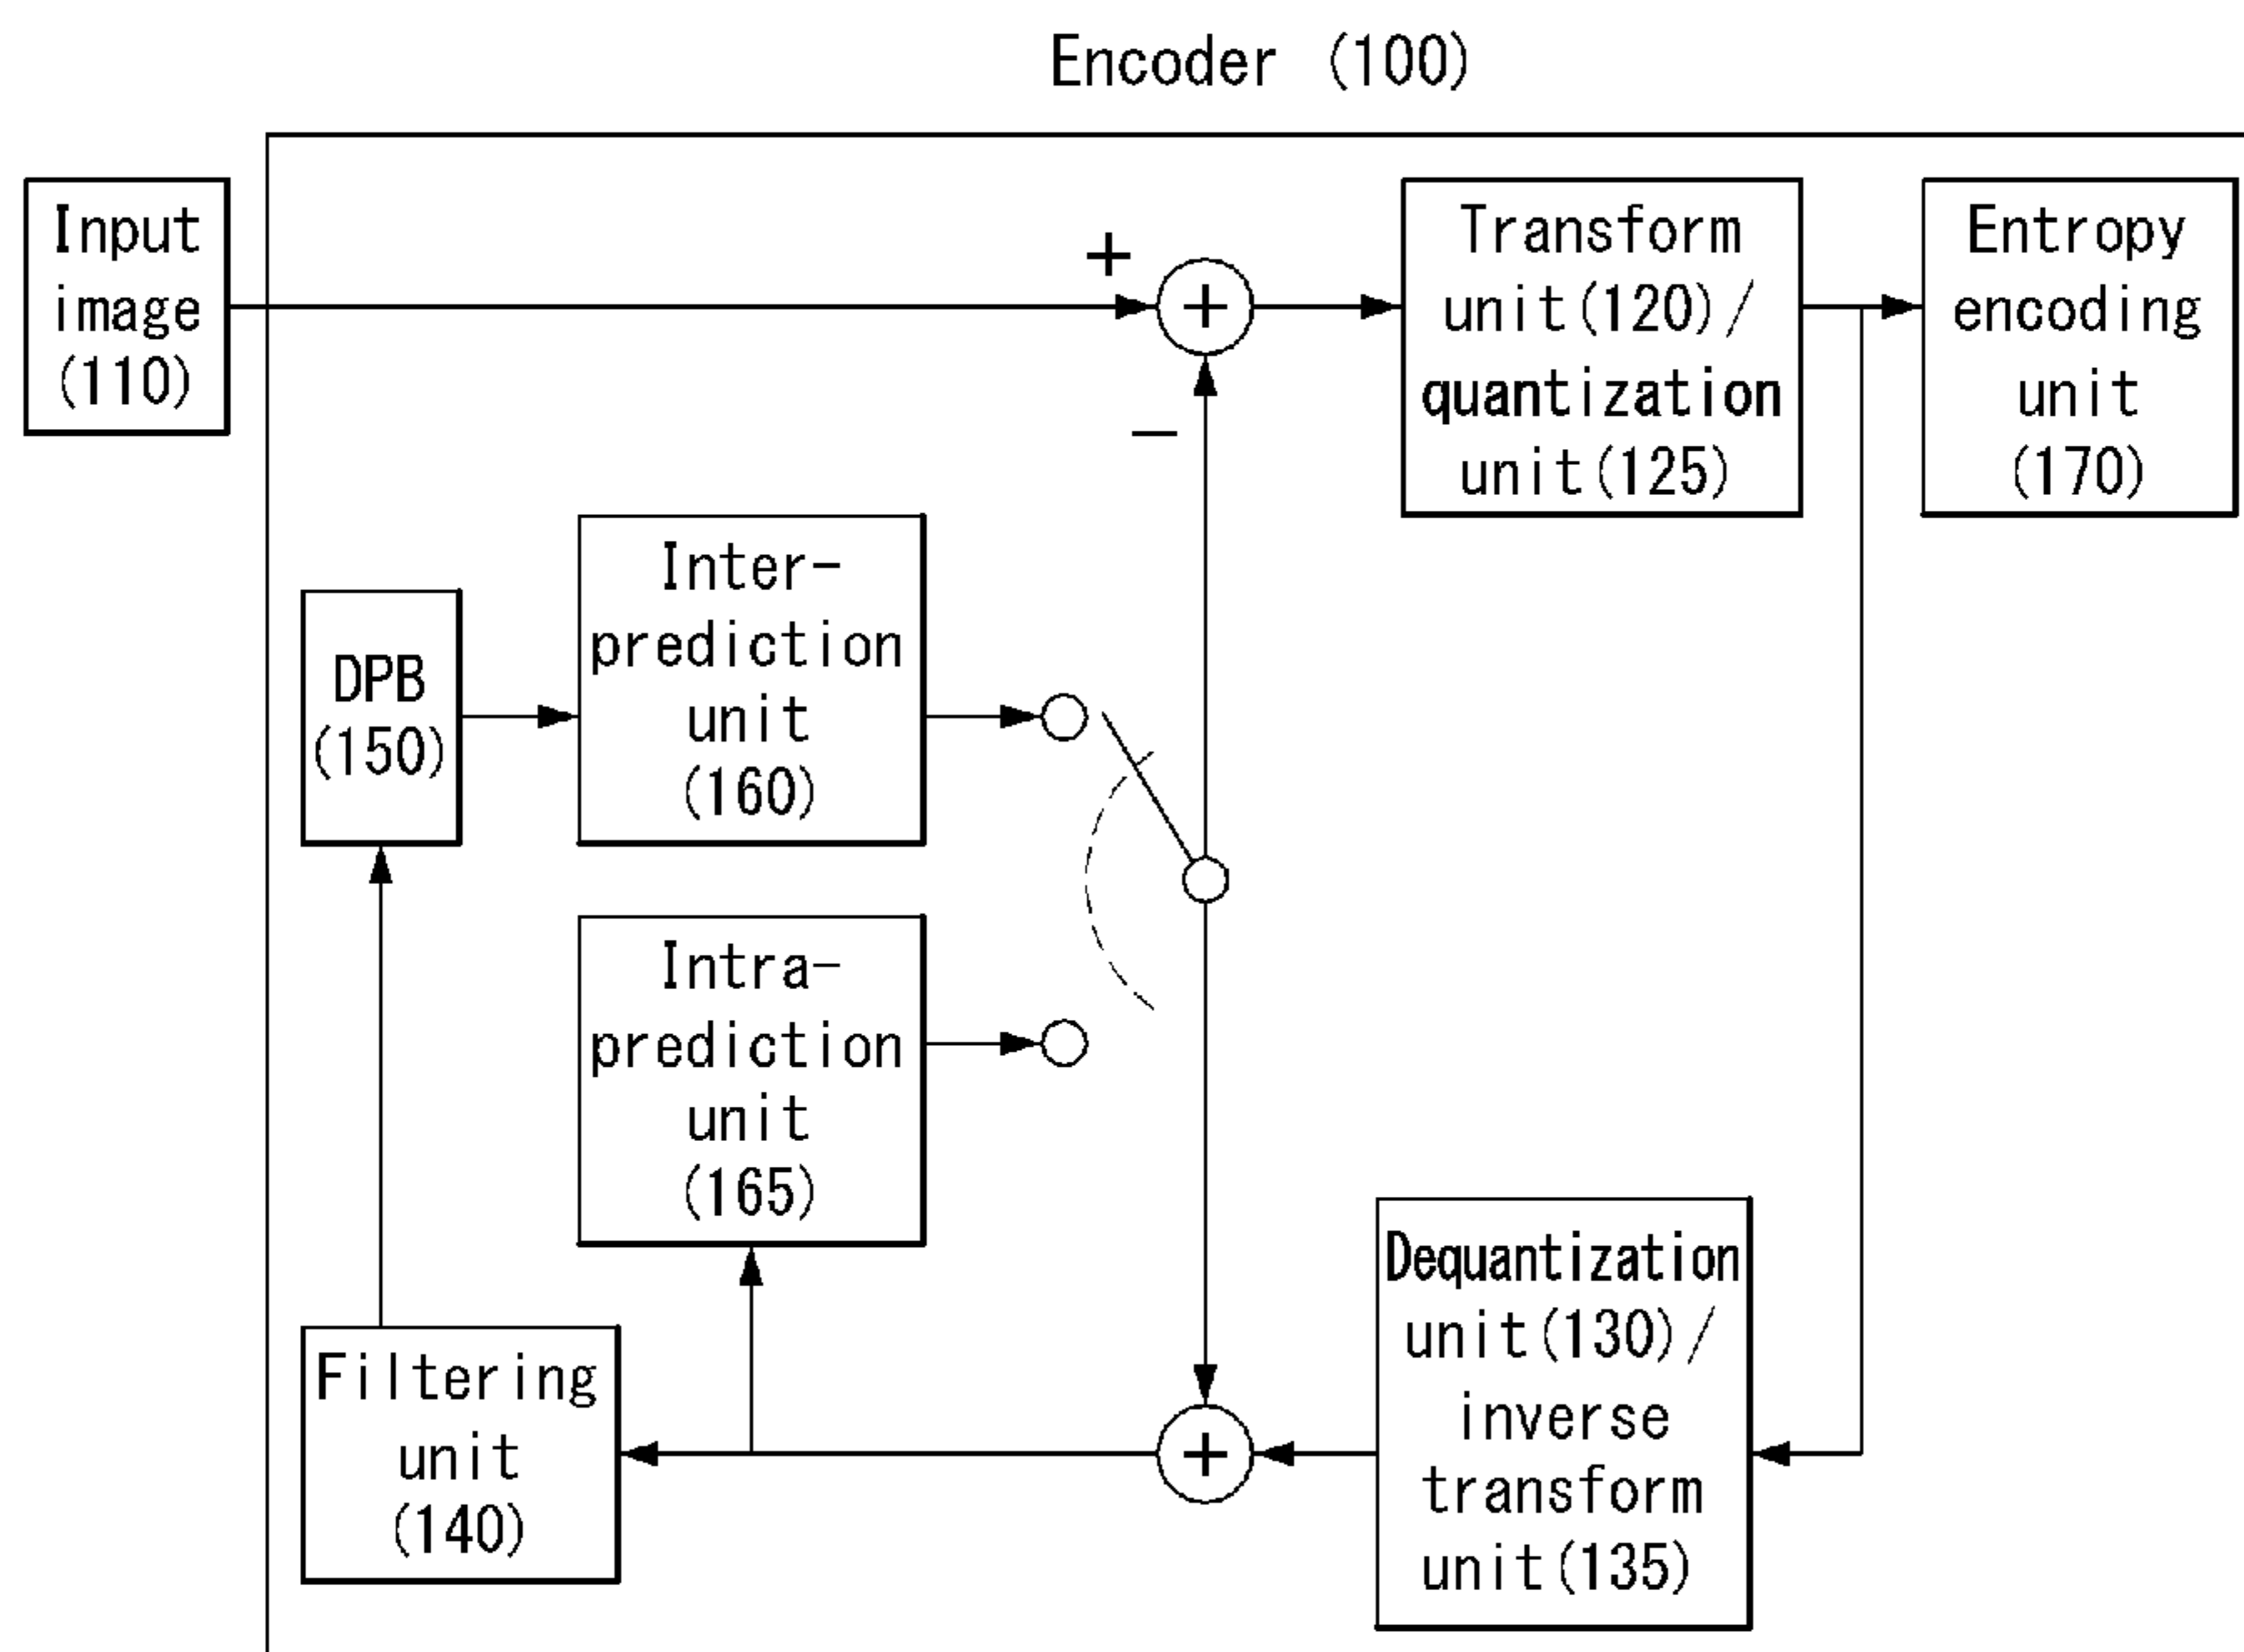 Encoder (100)
Input
image
(110)
+
+
−
Transform
unit(120)/
quantization
unit(125)
Entropy
encoding
unit
(170)
Inter-
prediction
unit
(160)
DPB
(150)
Intra-
prediction
unit
(165)
Dequantization
unit(130)/
inverse
transform
unit(135)
Filtering
unit
(140)
+